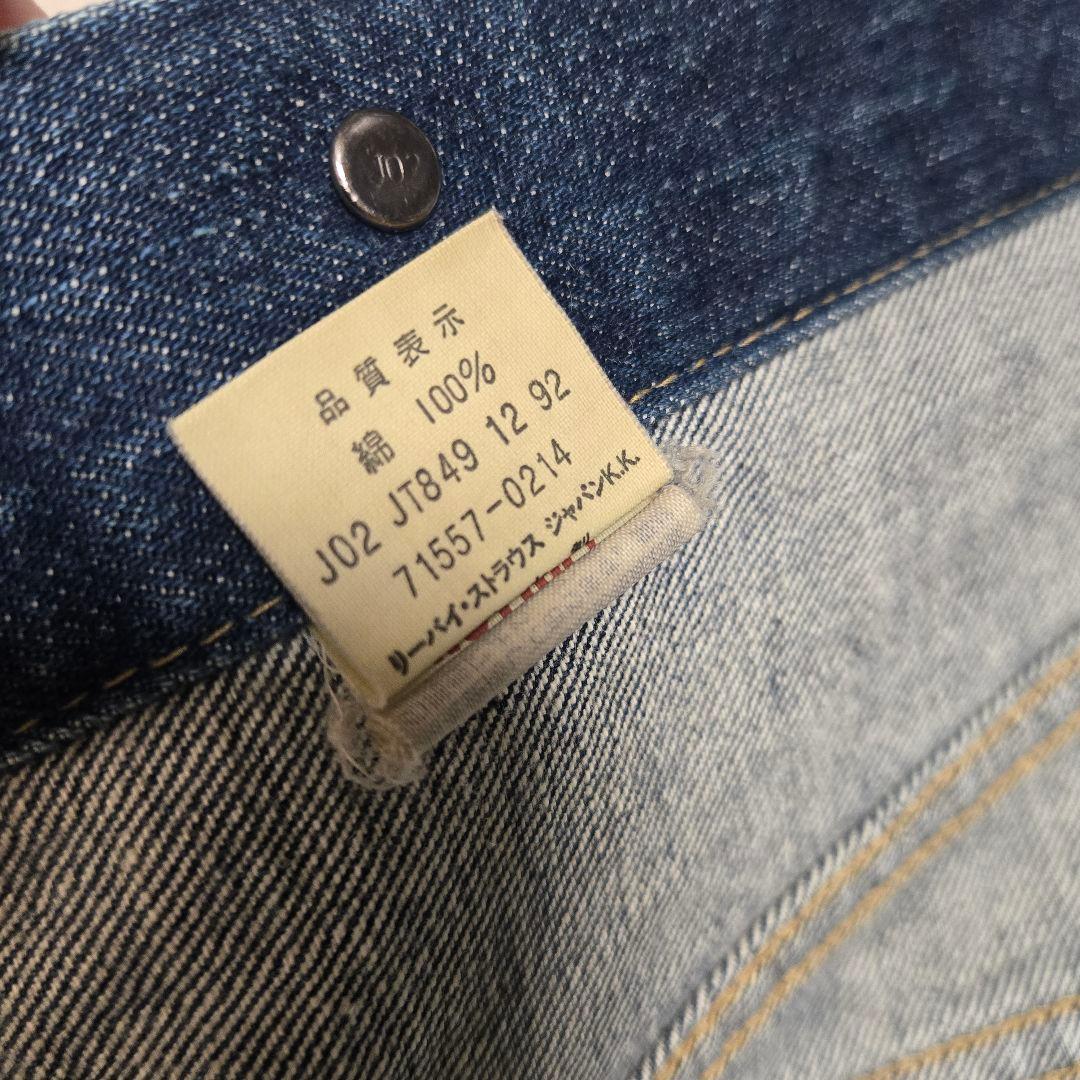 J02
品質表示
綿 100%
J02 JT849 12 92
71557-0214
リーバイ・ストラウス ジャパンK.K.